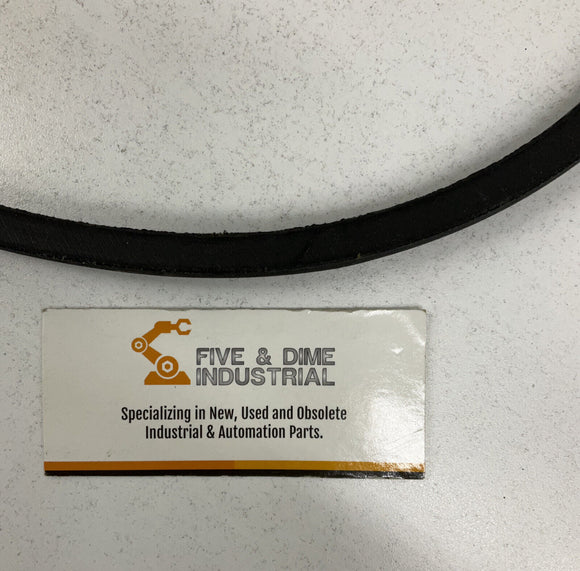 FIVE & DIME
INDUSTRIAL
Specializing in New, Used and Obsolete
Industrial & Automation Parts.